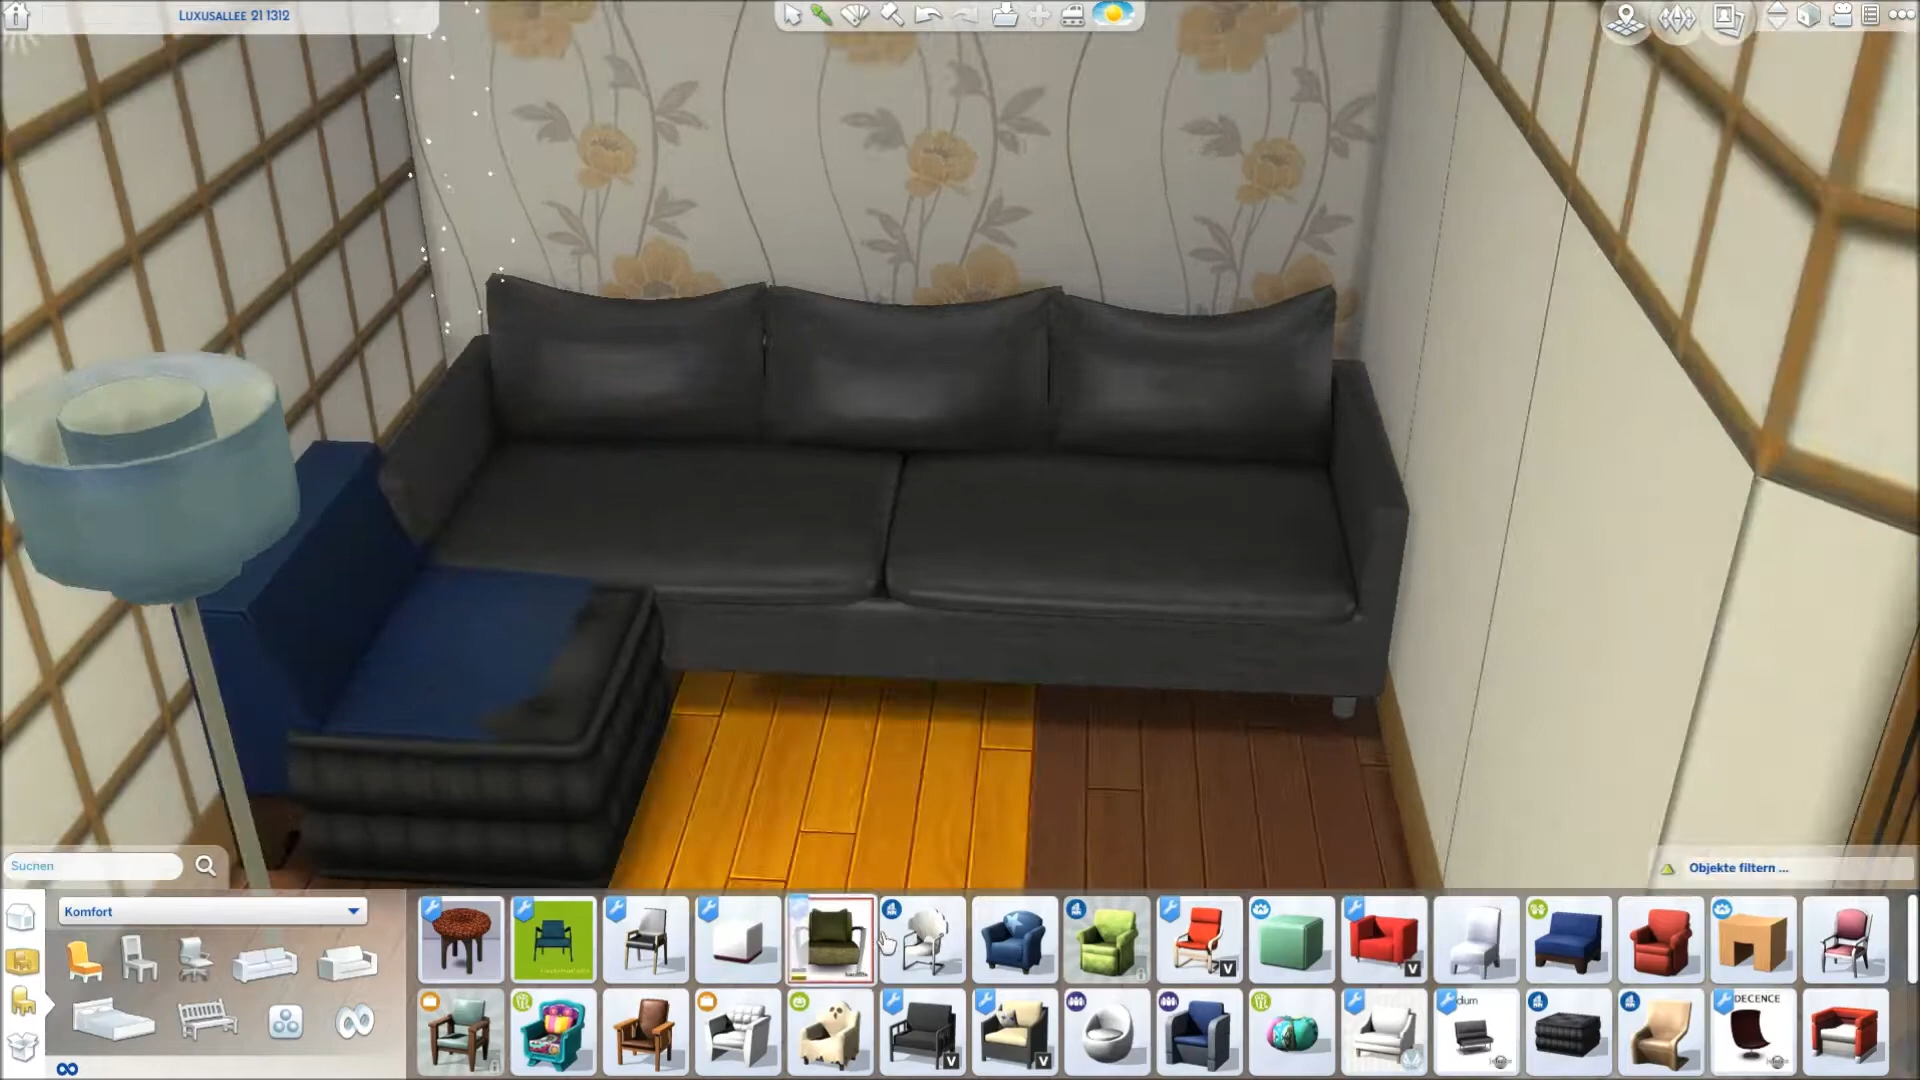 Luxusallee 21 1312
Suchen
Objekte filtern ...
Komfort
V
V
V
V
dium
DECENCE